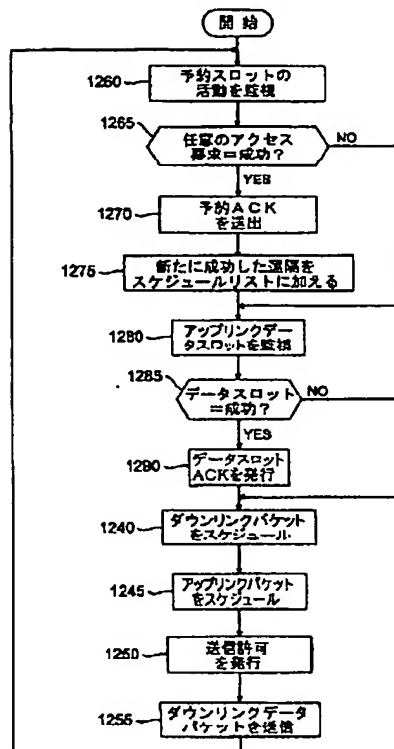 開始
1260
予約スロットの
活動を監視
1265
任意のアクセス
要求=成功?
NO
YES
1270
予約ACK
を送出
1275
新たに成功した遠隔を
スケジュールリストに加える
1280
アップリンクデー
タスロットを監視
1285
データスロット
=成功?
NO
YES
1290
データスロット
ACKを発行
1240
ダウンリンクパケット
をスケジュール
1245
アップリンクパケット
をスケジュール
1250
送信許可
を発行
1255
ダウンリンクデータ
パケットを送信